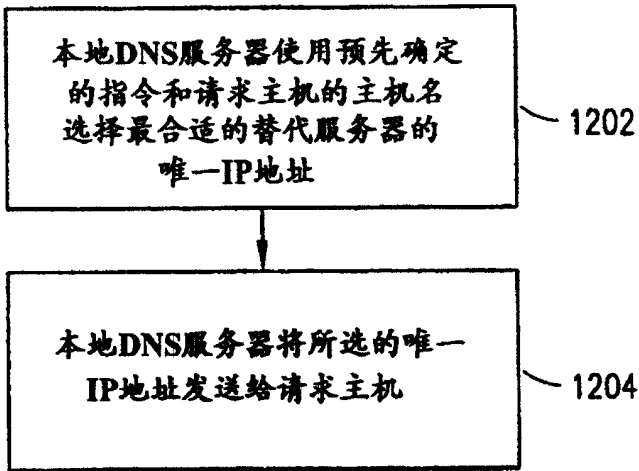 本地DNS服务器使用预先确定
的指令和请求主机的主机名
选择最合适的替代服务器的
唯一IP地址
1202
本地DNS服务器将所选的唯一
IP地址发送给请求主机
1204